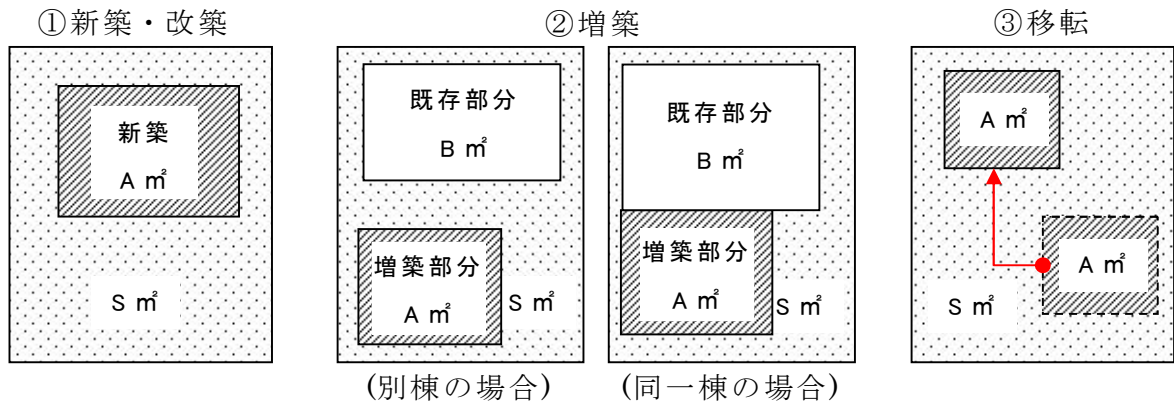 ①新築・改築
新築
A ㎡
S ㎡
②増築
既存部分
B ㎡
増築部分
A ㎡
S ㎡
(別棟の場合)
既存部分
B ㎡
増築部分
A ㎡
S ㎡
(同一棟の場合)
③移転
A ㎡
A ㎡
S ㎡